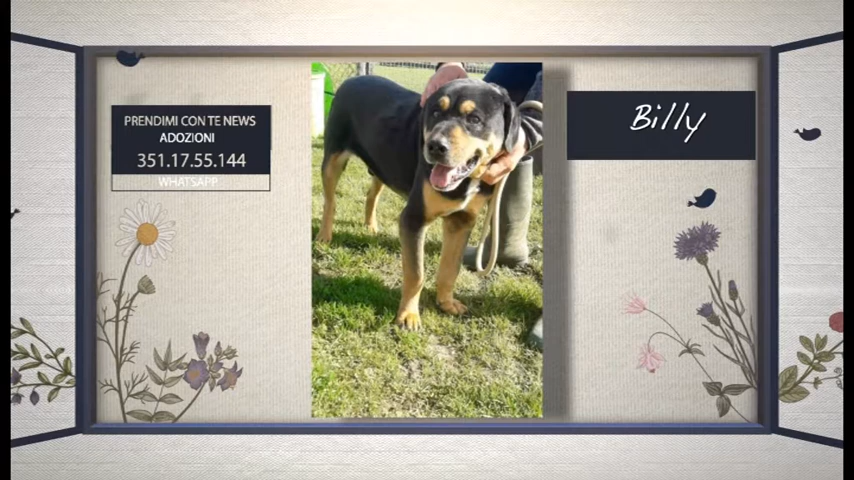 PRENDIMI CON TE NEWS
ADOZIONI
351.17.55.144
WHATSAPP
Billy